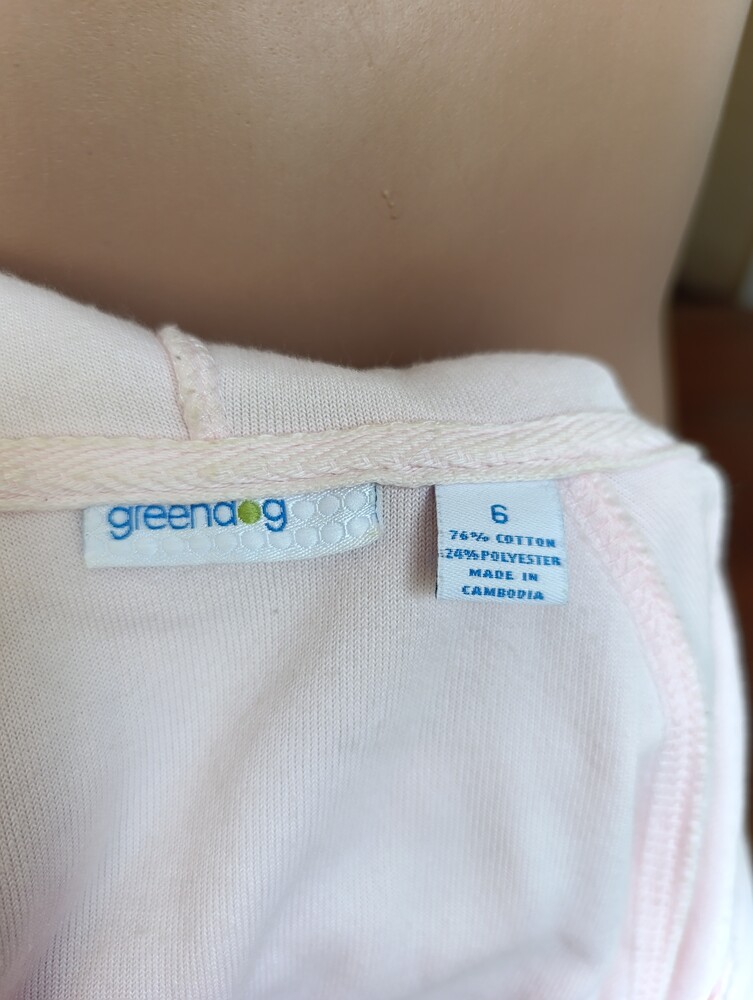 greendog
6
76% COTTON
24% POLYESTER
MADE IN
CAMBODIA